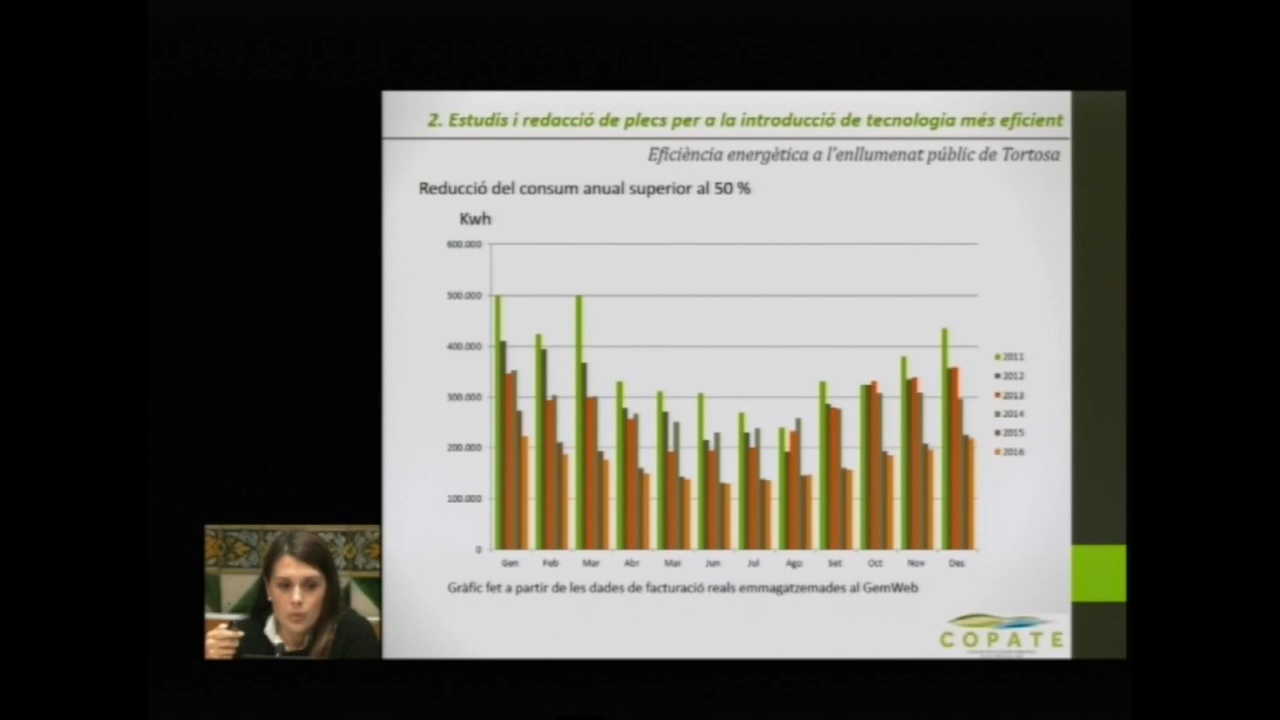 2. Estudis i redacció de plecs per a la introducció de tecnologia més eficient
Eficiència energètica a l'enllumenat públic de Tortosa
Reducció del consum anual superior al 50 %
Kwh
600.000
500.000
400.000
300.000
200.000
100.000
0
Gen Feb Mar Abr Mai Jun Jul Ago Set Oct Nov Des
2011
2012
2013
2014
2015
2016
Gràfic fet a partir de les dades de facturació reals emmagatzemades al GemWeb
COPATE